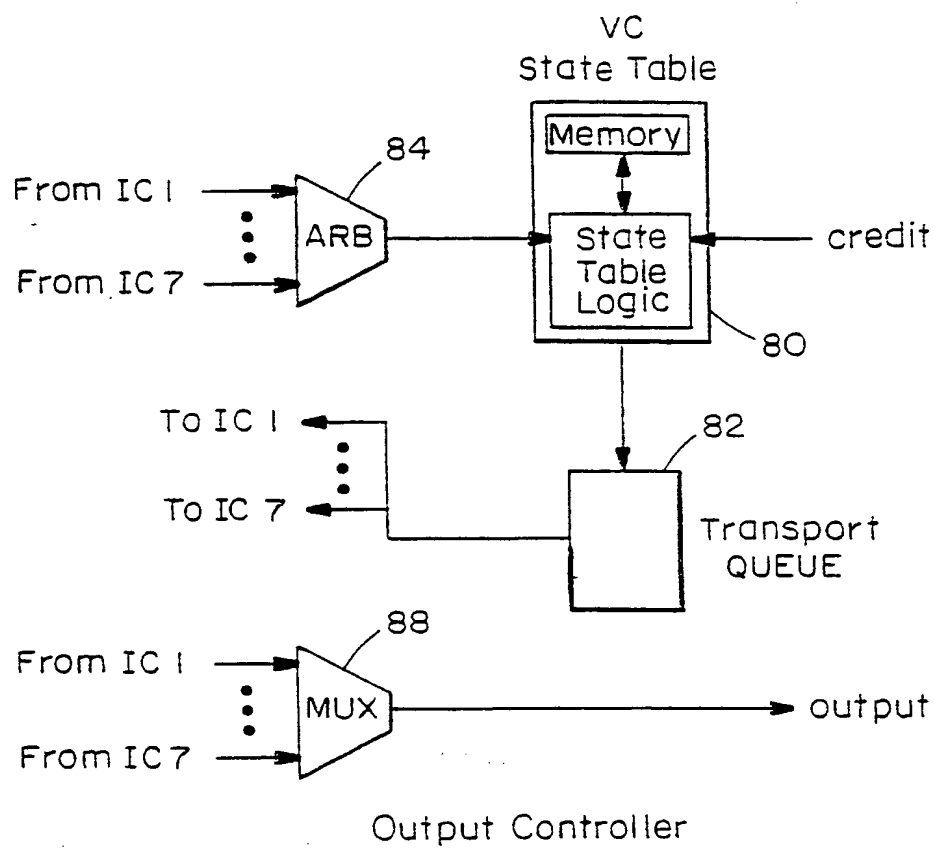 VC
State Table
Memory
84
From IC 1
ARB
State
Table
Logic
credit
From IC 7
80
To IC 1
82
To IC 7
Transport
QUEUE
88
From IC 1
MUX
output
From IC 7
Output Controller